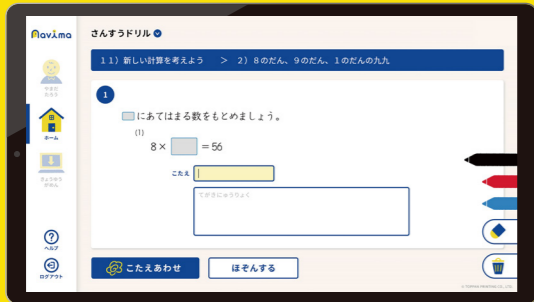 navima
さんすうドリル
11）新しい計算を考えよう ＞ 2）８のだん、９のだん、１のだんの九九
やまだ
たろう
ホーム
きょうゆう
がめん
ヘルプ
ログアウト
1
にあてはまる数をもとめましょう。
(1)
8× =56
こたえ
てがきにゅうりょく
こたえあわせ
ほぞんする
© TOPPAN PRINTING CO., LTD.